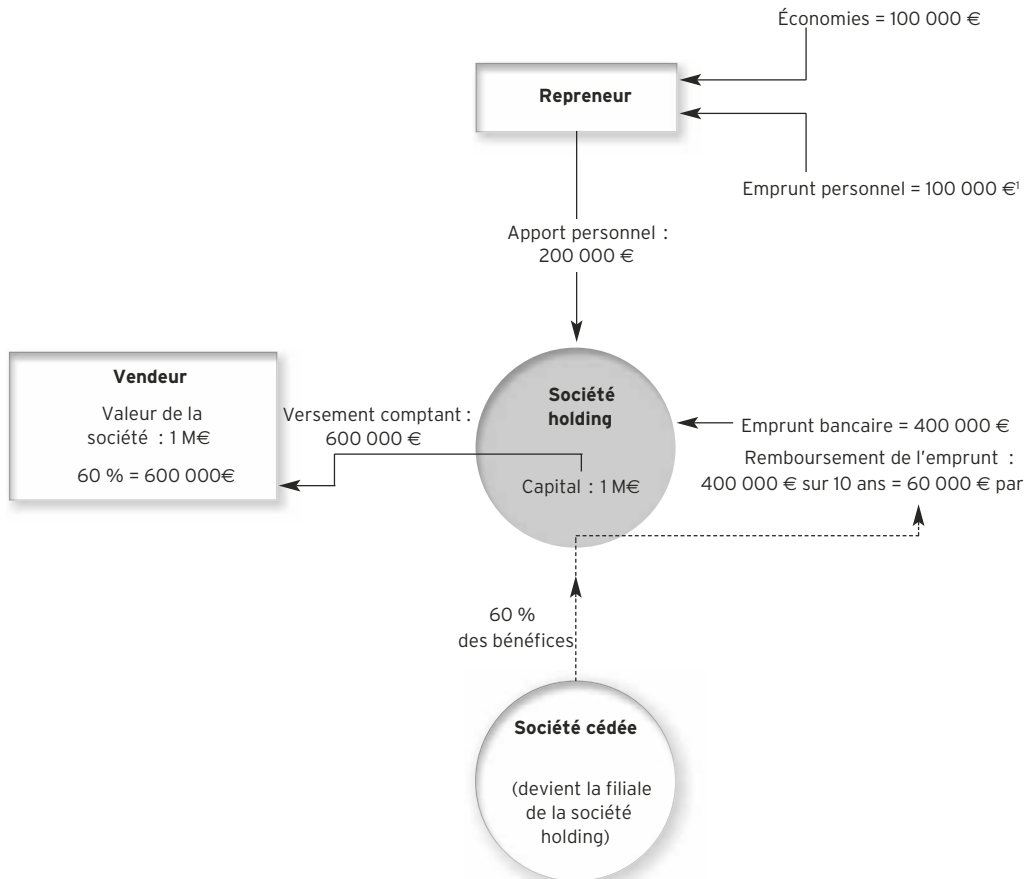 Économies = 100 000 €
Repreneur
Emprunt personnel = 100 000 €¹
Apport personnel :
200 000 €
Vendeur
Valeur de la
société : 1 M€
60 % = 600 000€
Versement comptant :
600 000 €
Société
holding
Capital : 1 M€
Emprunt bancaire = 400 000 €
Remboursement de l'emprunt :
400 000 € sur 10 ans = 60 000 € par
60 %
des bénéfices
Société cédée
(devient la filiale
de la société
holding)